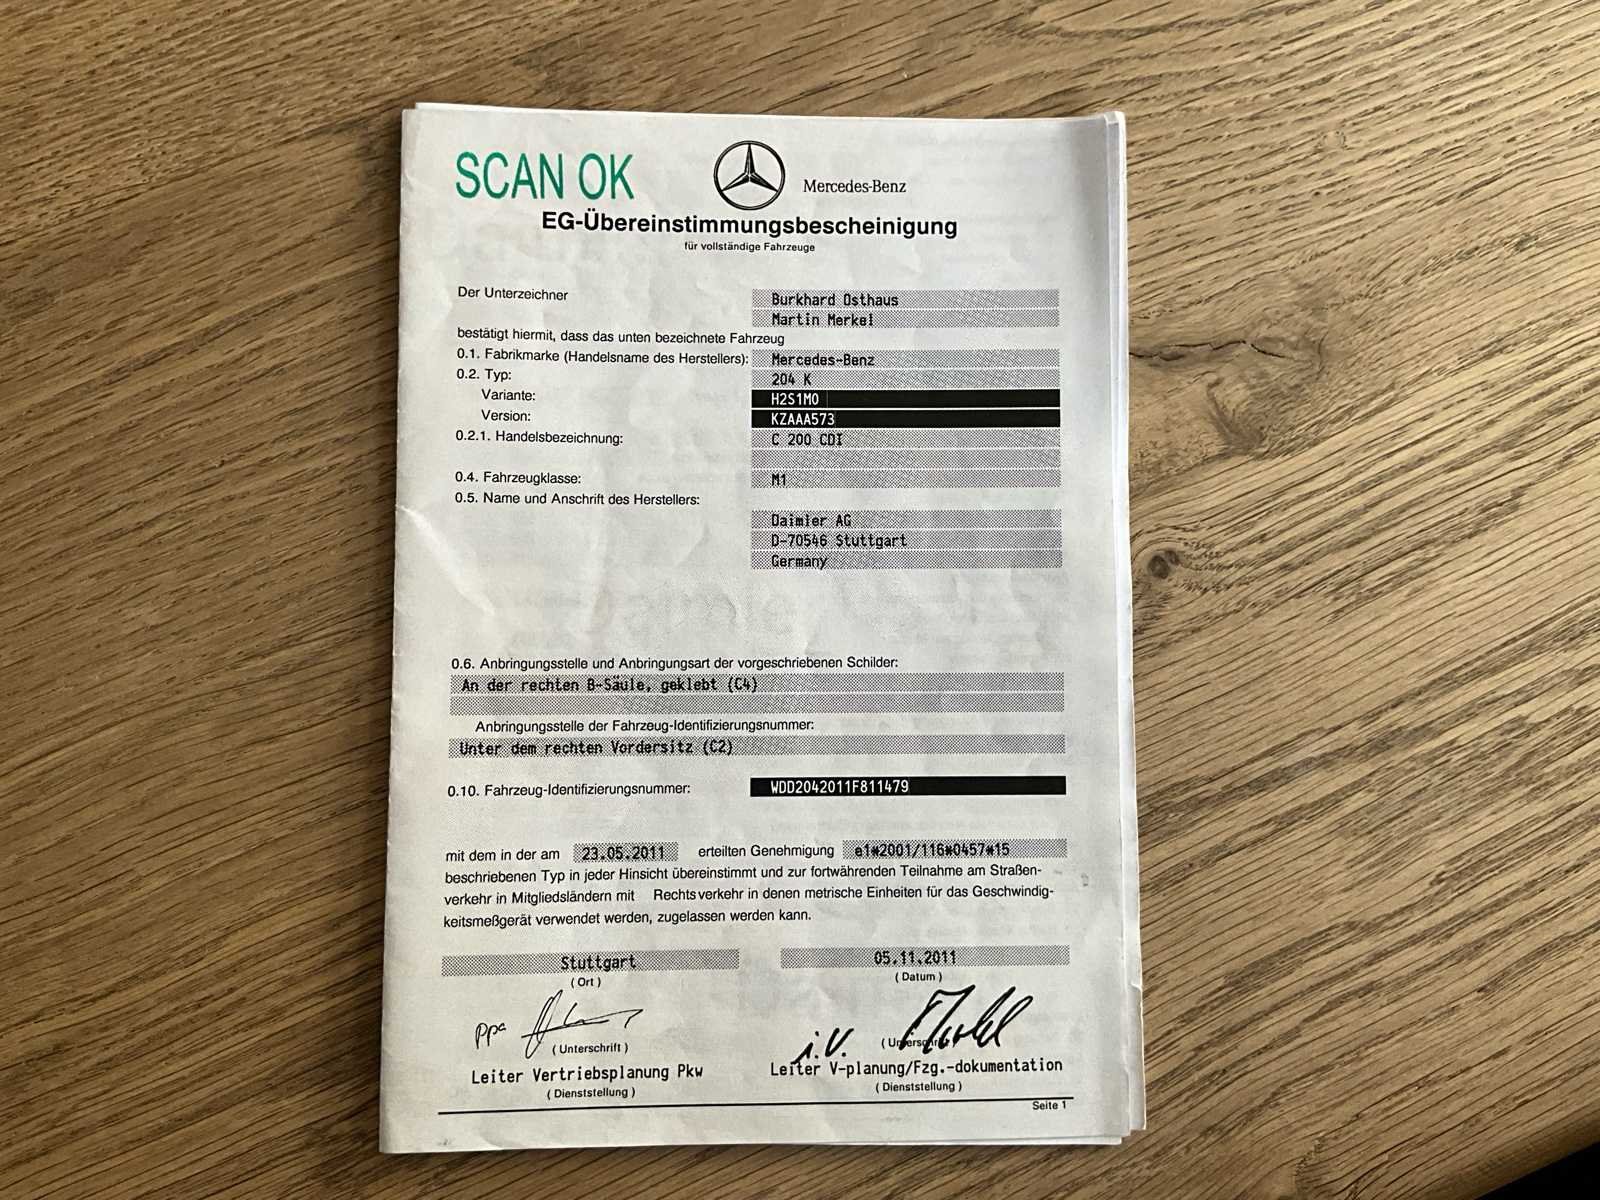 SCAN OK
Mercedes-Benz
EG-Übereinstimmungsbescheinigung
für vollständige Fahrzeuge
Der Unterzeichner
Burkhard Osthaus
Martin Merkel
bestätigt hiermit, dass das unten bezeichnete Fahrzeug
0.1. Fabrikmarke (Handelsname des Herstellers): Mercedes-Benz
0.2. Typ: 204 K
Variante: H2S1M0
Version: KZAAA573
0.2.1. Handelsbezeichnung: C 200 CDI
0.4. Fahrzeugklasse: M1
0.5. Name und Anschrift des Herstellers:
Daimler AG
D-70546 Stuttgart
Germany
0.6. Anbringungsstelle und Anbringungsart der vorgeschriebenen Schilder:
An der rechten B-Säule, geklebt (C4)
Anbringungsstelle der Fahrzeug-Identifizierungsnummer:
Unter dem rechten Vordersitz (C2)
0.10. Fahrzeug-Identifizierungsnummer: WDD2042011F811479
mit dem in der am 23.05.2011 erteilten Genehmigung e1*2001/116*0457*15
beschriebenen Typ in jeder Hinsicht übereinstimmt und zur fortwährenden Teilnahme am Straßen-
verkehr in Mitgliedsländern mit Rechtsverkehr in denen metrische Einheiten für das Geschwindig-
keitsmeßgerät verwendet werden, zugelassen werden kann.
Stuttgart 05.11.2011
(Ort) (Datum)
ppa i.V.
(Unterschrift) (Unterschrift)
Leiter Vertriebsplanung Pkw Leiter V-planung/Fzg.-dokumentation
(Dienststellung) (Dienststellung)
Seite 1